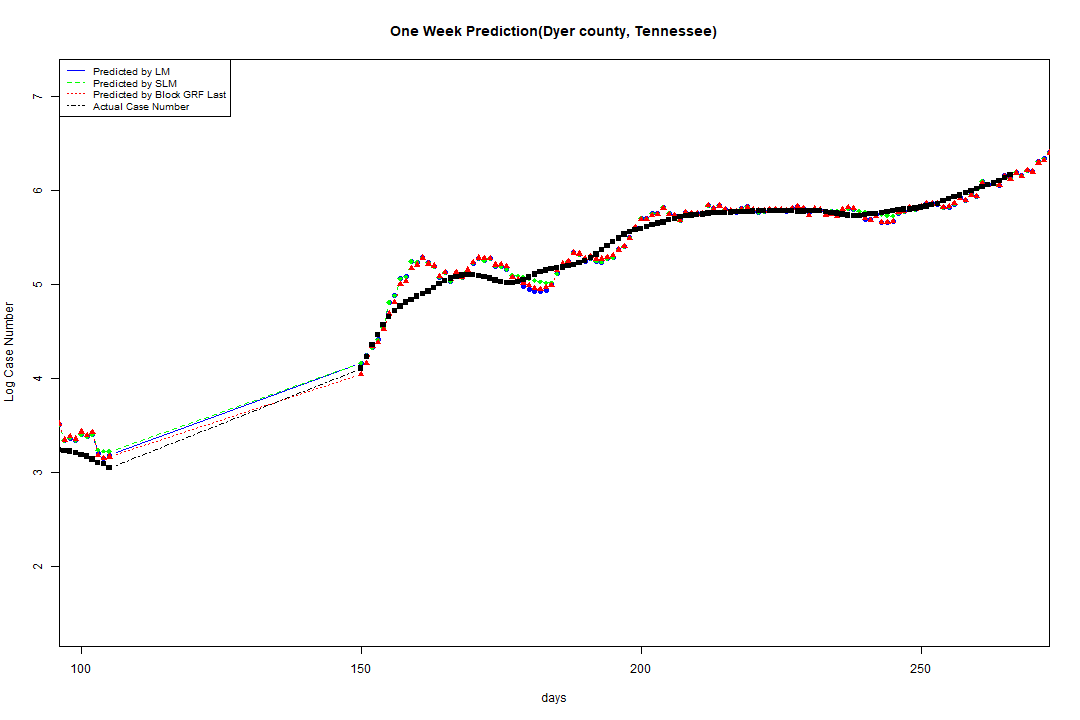 One Week Prediction(Dyer county, Tennessee)
Predicted by LM
Predicted by SLM
Predicted by Block GRF Last
Actual Case Number
7
6
5
4
3
2
Log Case Number
100
150
200
250
days